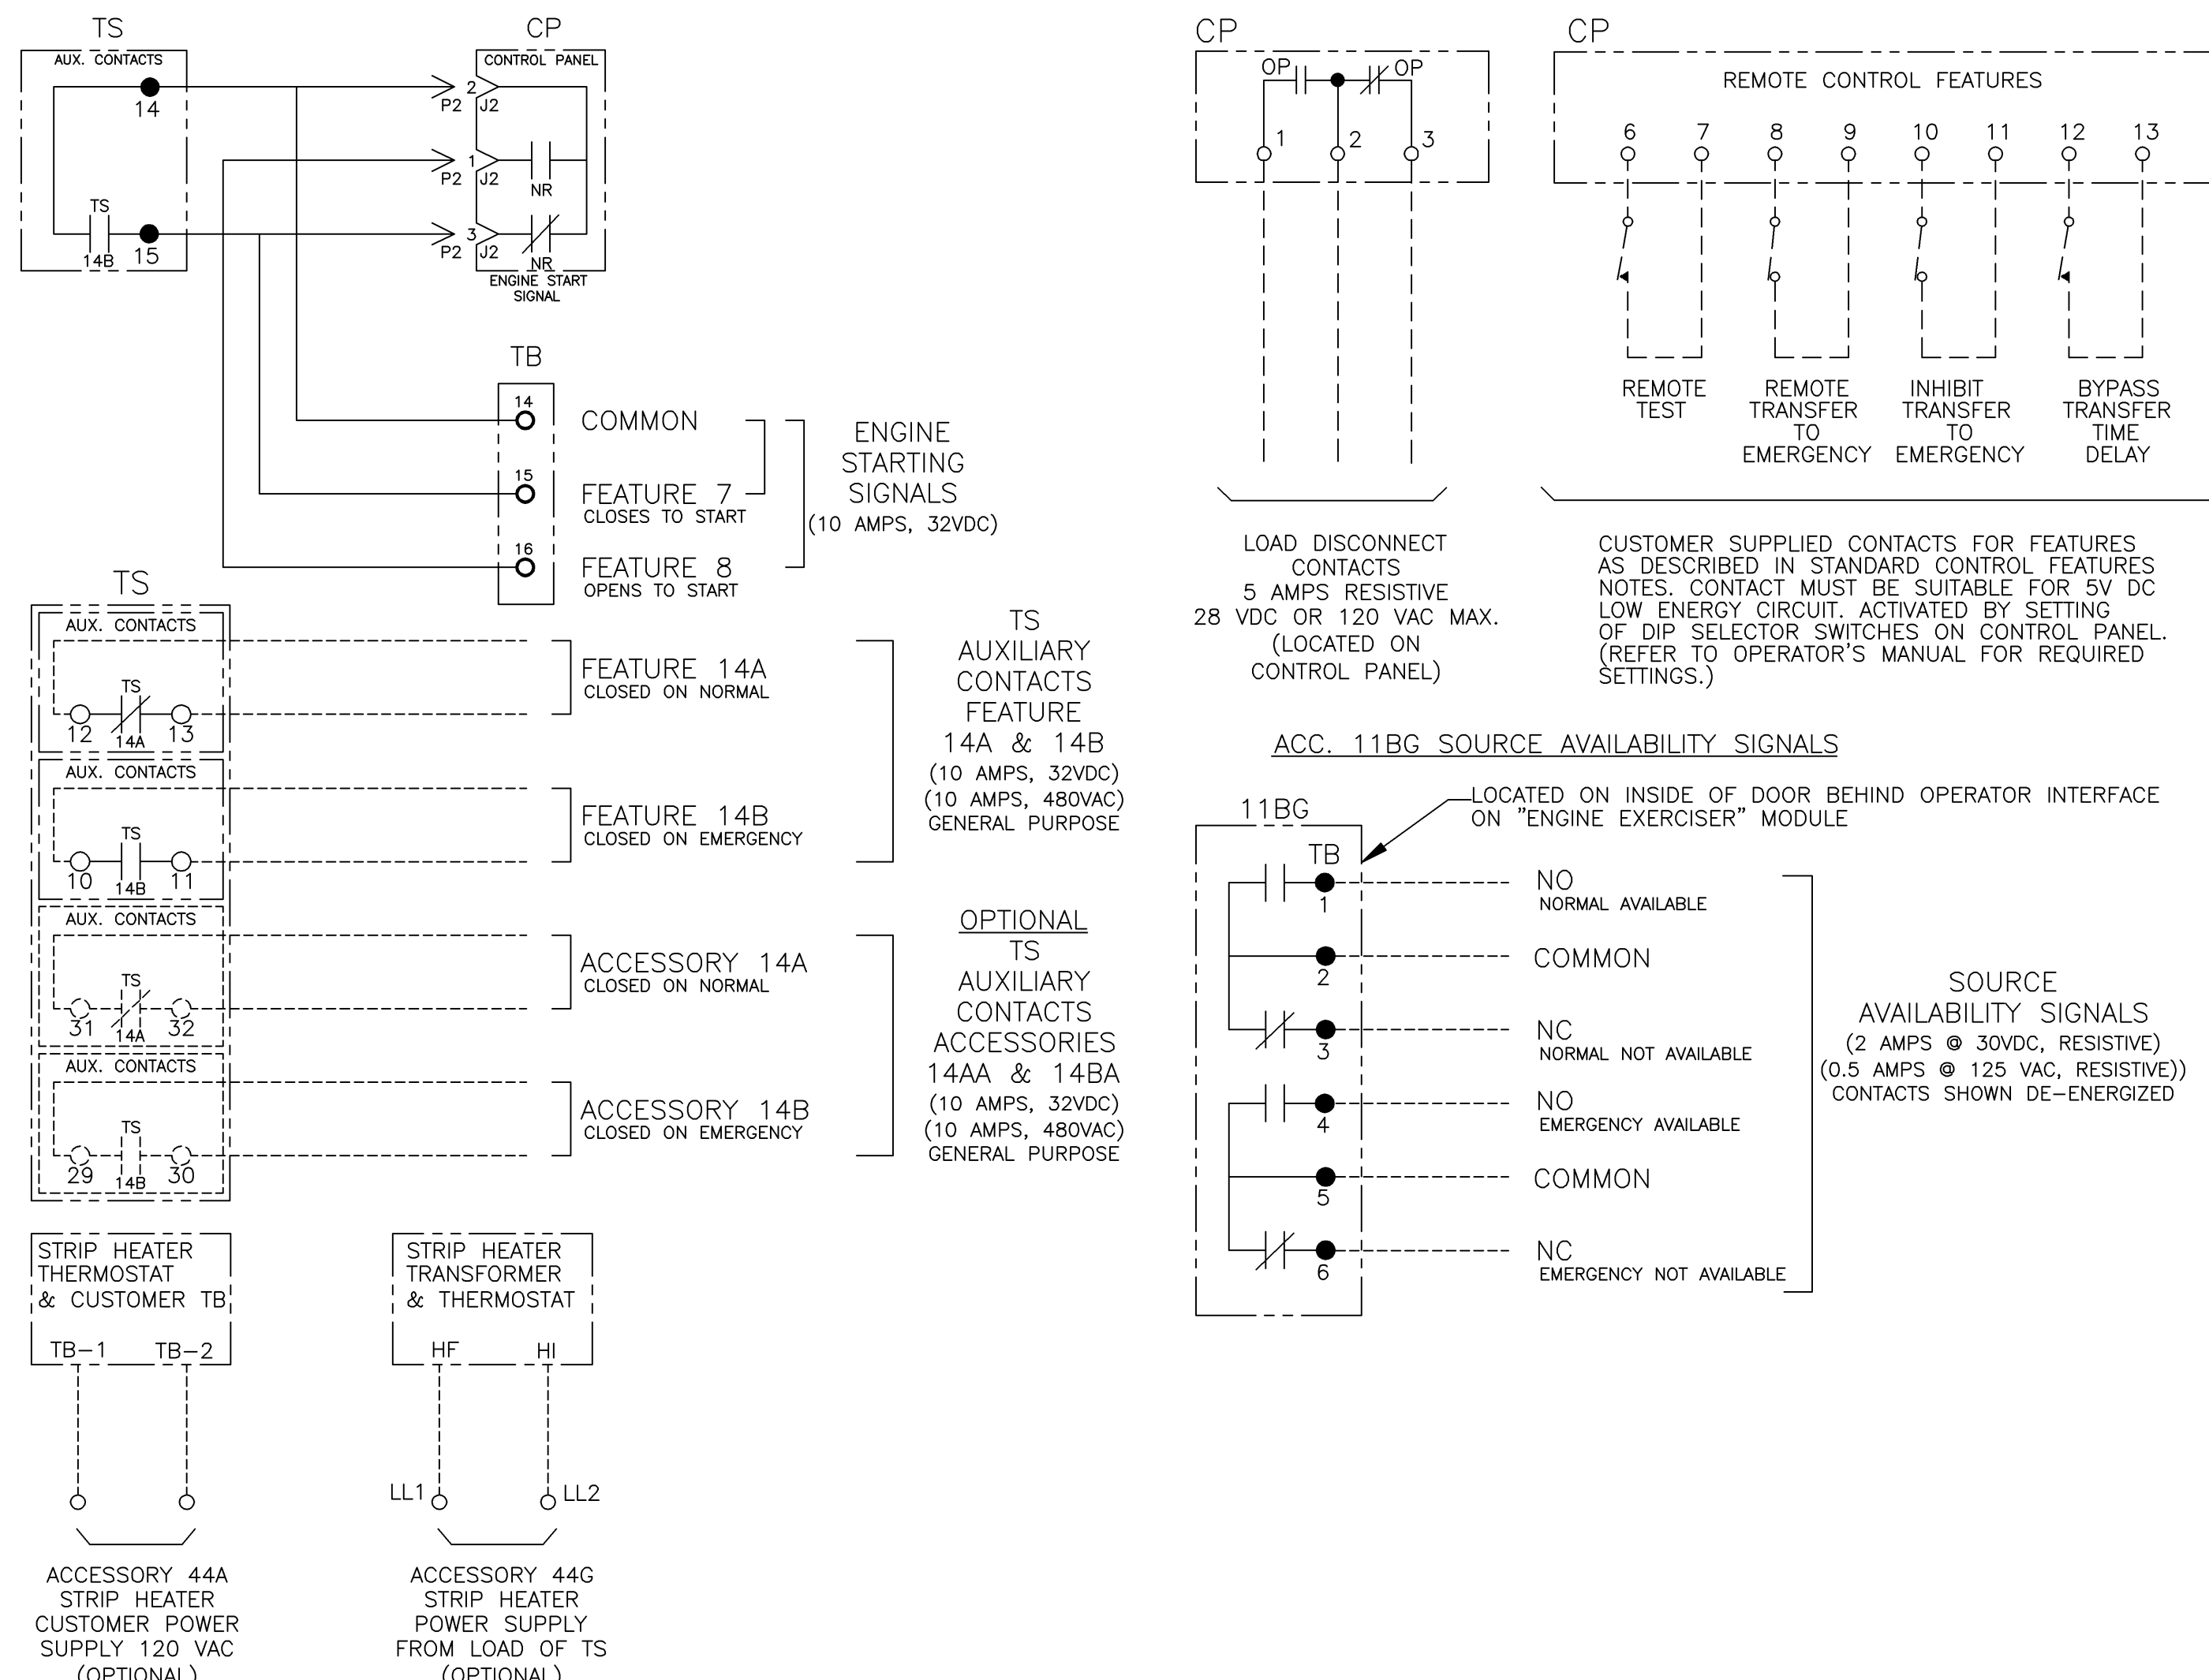 TS
AUX. CONTACTS
14
TS
14B
15
CP
CONTROL PANEL
P2
2
J2
P2
1
J2
NR
P2
3
J2
NR
ENGINE START
SIGNAL
TB
14
COMMON
15
FEATURE 7
CLOSES TO START
16
FEATURE 8
OPENS TO START
ENGINE
STARTING
SIGNALS
(10 AMPS, 32VDC)
TS
AUX. CONTACTS
TS
12
14A
13
FEATURE 14A
CLOSED ON NORMAL
AUX. CONTACTS
TS
10
14B
11
FEATURE 14B
CLOSED ON EMERGENCY
TS
AUXILIARY
CONTACTS
FEATURE
14A & 14B
(10 AMPS, 32VDC)
(10 AMPS, 480VAC)
GENERAL PURPOSE
AUX. CONTACTS
TS
31
14A
32
ACCESSORY 14A
CLOSED ON NORMAL
AUX. CONTACTS
TS
29
14B
30
ACCESSORY 14B
CLOSED ON EMERGENCY
OPTIONAL
TS
AUXILIARY
CONTACTS
ACCESSORIES
14AA & 14BA
(10 AMPS, 32VDC)
(10 AMPS, 480VAC)
GENERAL PURPOSE
STRIP HEATER
THERMOSTAT
& CUSTOMER TB
TB-1 TB-2
ACCESSORY 44A
STRIP HEATER
CUSTOMER POWER
SUPPLY 120 VAC
(OPTIONAL)
STRIP HEATER
TRANSFORMER
& THERMOSTAT
HF HI
LL1 LL2
ACCESSORY 44G
STRIP HEATER
POWER SUPPLY
FROM LOAD OF TS
(OPTIONAL)
CP
OP OP
1 2 3
LOAD DISCONNECT
CONTACTS
5 AMPS RESISTIVE
28 VDC OR 120 VAC MAX.
(LOCATED ON
CONTROL PANEL)
CP
REMOTE CONTROL FEATURES
6 7 8 9 10 11 12 13
REMOTE
TEST
REMOTE
TRANSFER
TO
EMERGENCY
INHIBIT
TRANSFER
TO
EMERGENCY
BYPASS
TRANSFER
TIME
DELAY
CUSTOMER SUPPLIED CONTACTS FOR FEATURES
AS DESCRIBED IN STANDARD CONTROL FEATURES
NOTES. CONTACT MUST BE SUITABLE FOR 5V DC
LOW ENERGY CIRCUIT. ACTIVATED BY SETTING
OF DIP SELECTOR SWITCHES ON CONTROL PANEL.
(REFER TO OPERATOR'S MANUAL FOR REQUIRED
SETTINGS.)
ACC. 11BG SOURCE AVAILABILITY SIGNALS
LOCATED ON INSIDE OF DOOR BEHIND OPERATOR INTERFACE
ON "ENGINE EXERCISER" MODULE
11BG
TB
1
NO
NORMAL AVAILABLE
2
COMMON
3
NC
NORMAL NOT AVAILABLE
4
NO
EMERGENCY AVAILABLE
5
COMMON
6
NC
EMERGENCY NOT AVAILABLE
SOURCE
AVAILABILITY SIGNALS
(2 AMPS @ 30VDC, RESISTIVE)
(0.5 AMPS @ 125 VAC, RESISTIVE))
CONTACTS SHOWN DE-ENERGIZED